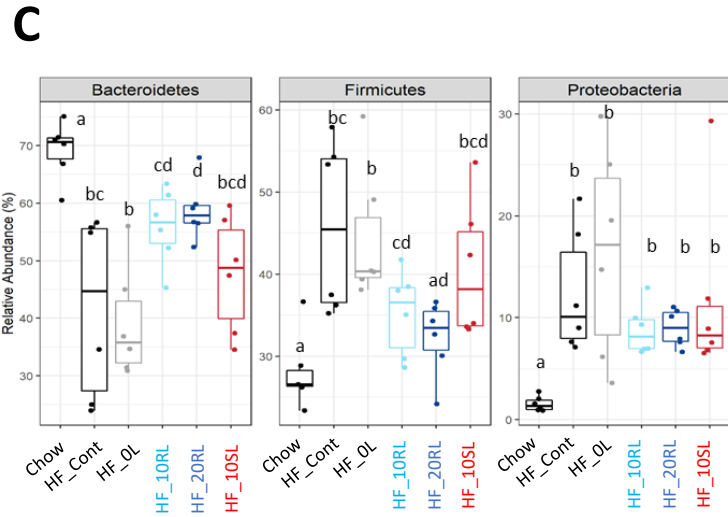 C
Bacteroidetes Firmicutes Proteobacteria
Relative Abundance (%)
70
60
50
40
30
a
bc
b
cd
d
bcd
60
50
40
30
a
bc
b
cd
ad
bcd
30
20
10
0
a
b
b
b
b
b
Chow HF_Cont HF_0L HF_10RL HF_20RL HF_10SL
Chow HF_Cont HF_0L HF_10RL HF_20RL HF_10SL
Chow HF_Cont HF_0L HF_10RL HF_20RL HF_10SL